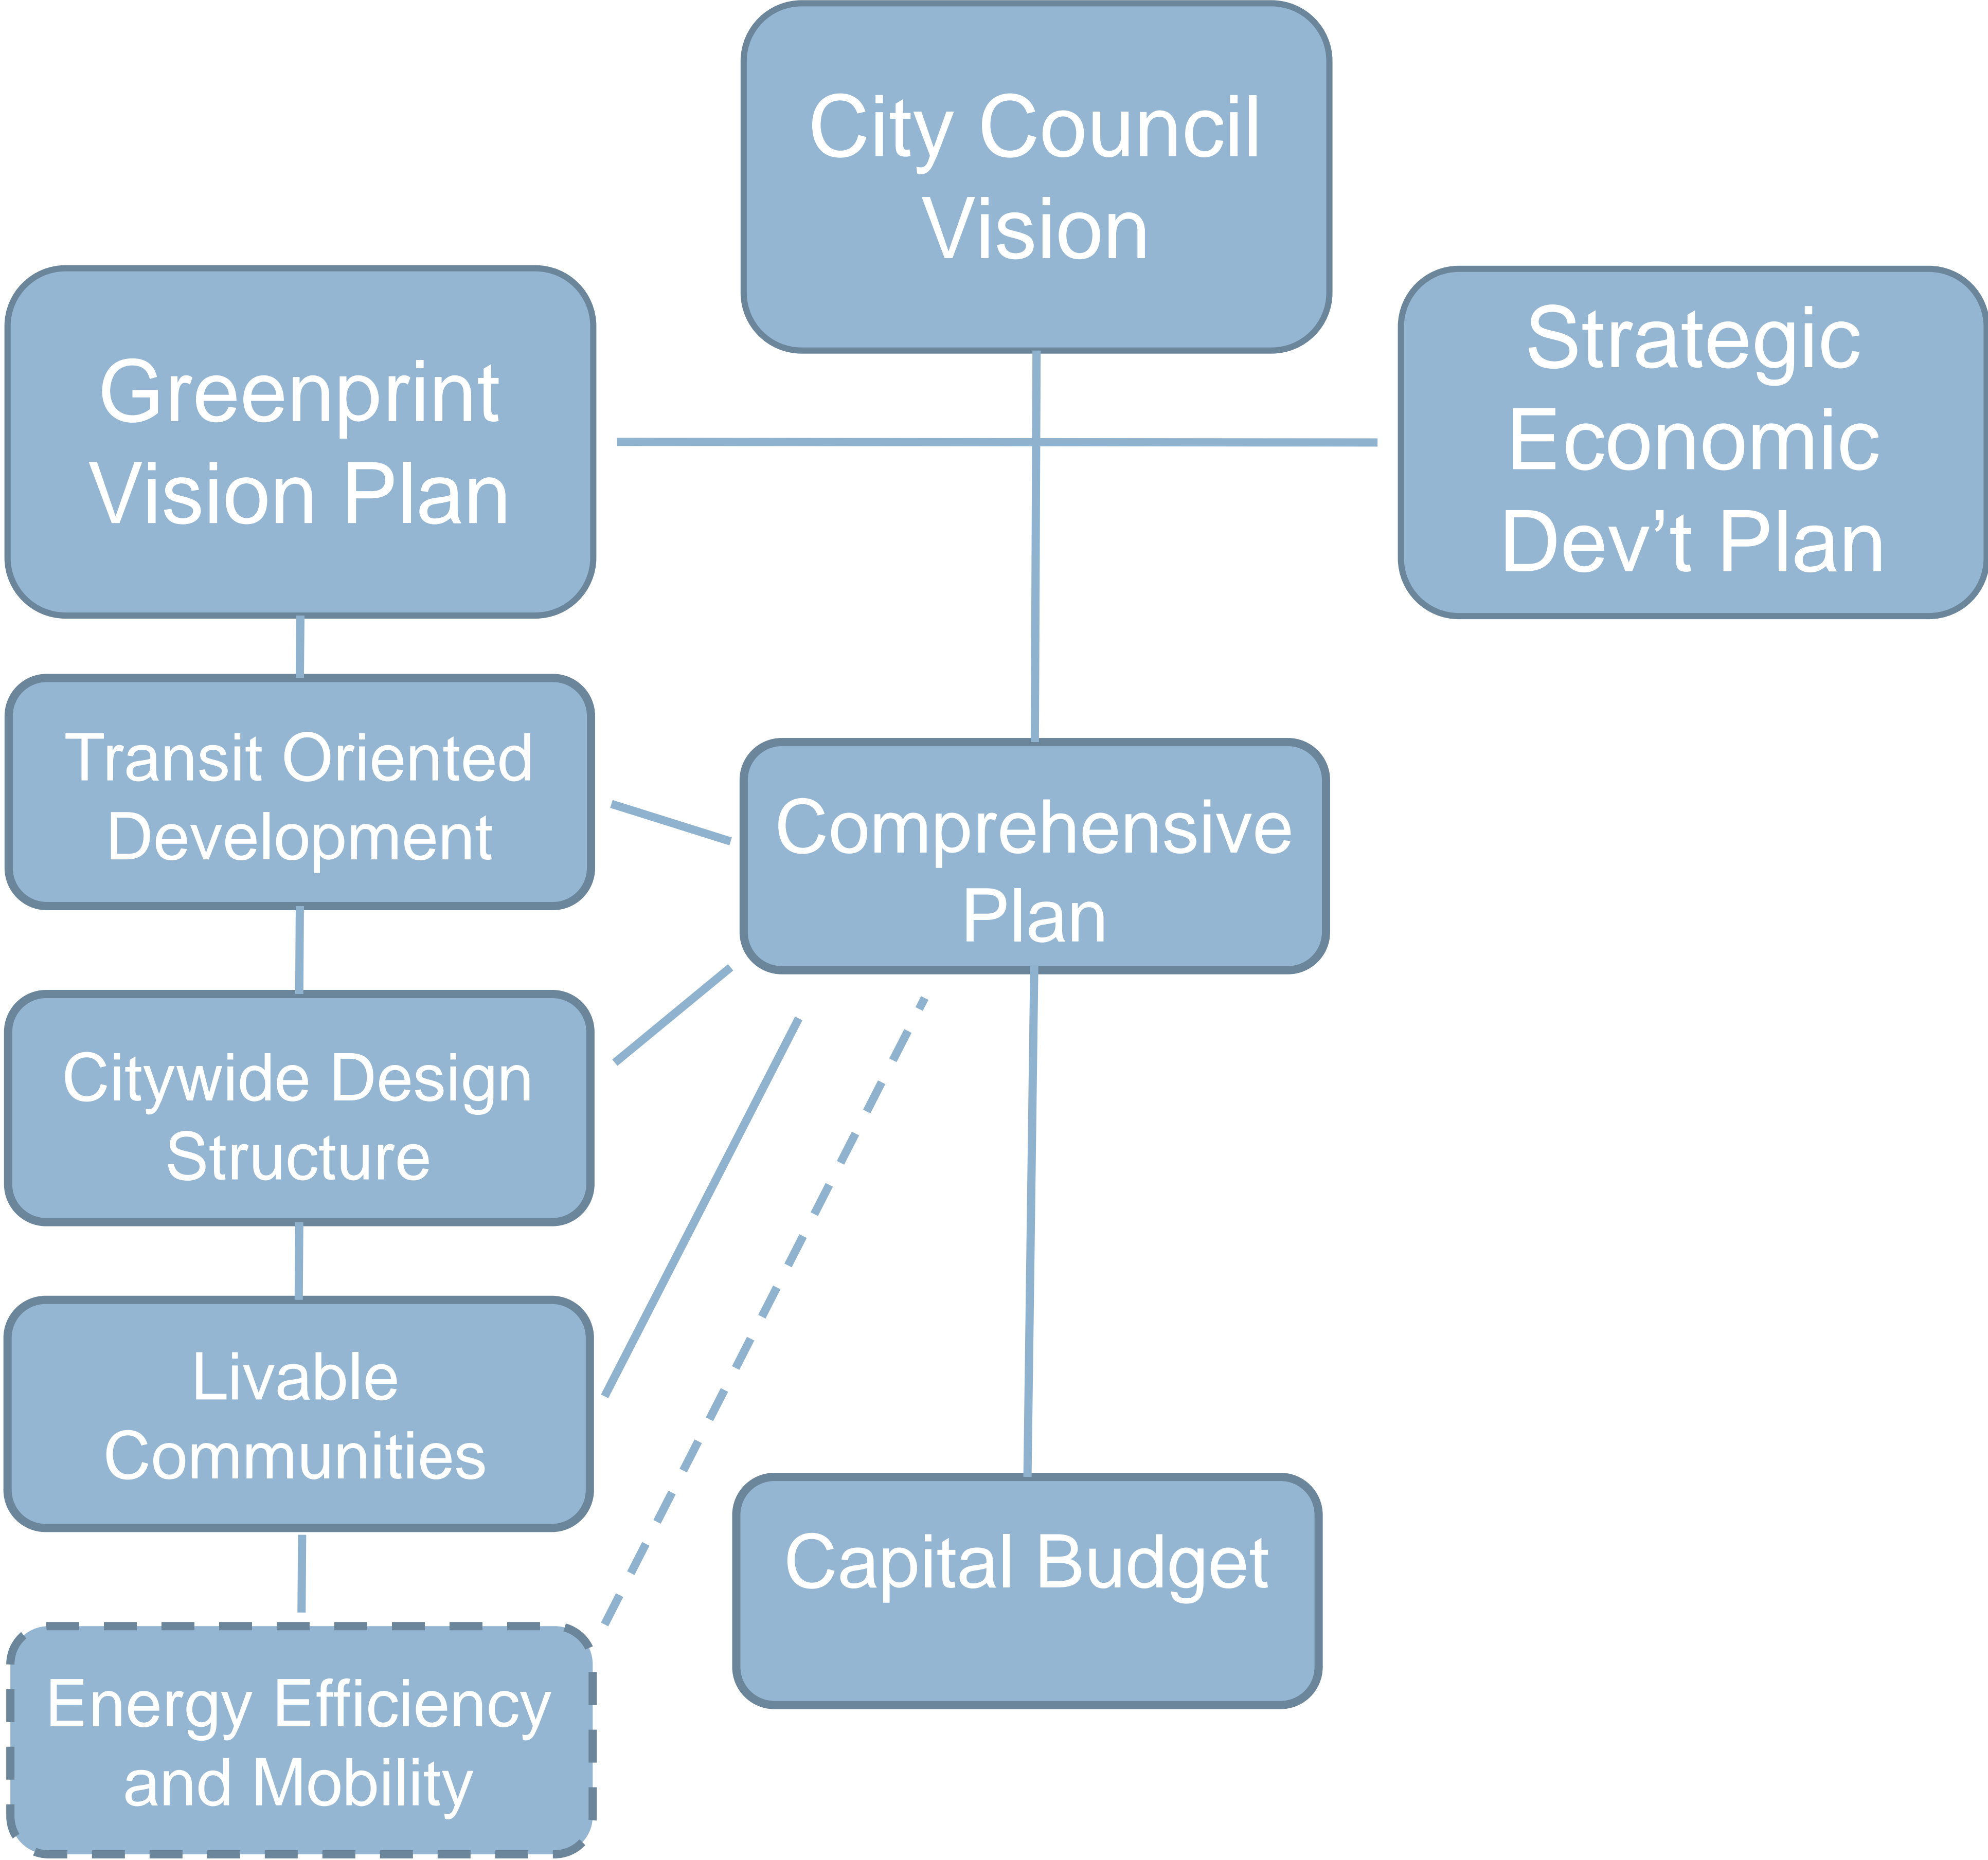 City Council
Vision
Greenprint
Vision Plan
Strategic
Economic
Dev’t Plan
Transit Oriented
Development
Comprehensive
Plan
Citywide Design
Structure
Livable
Communities
Capital Budget
Energy Efficiency
and Mobility